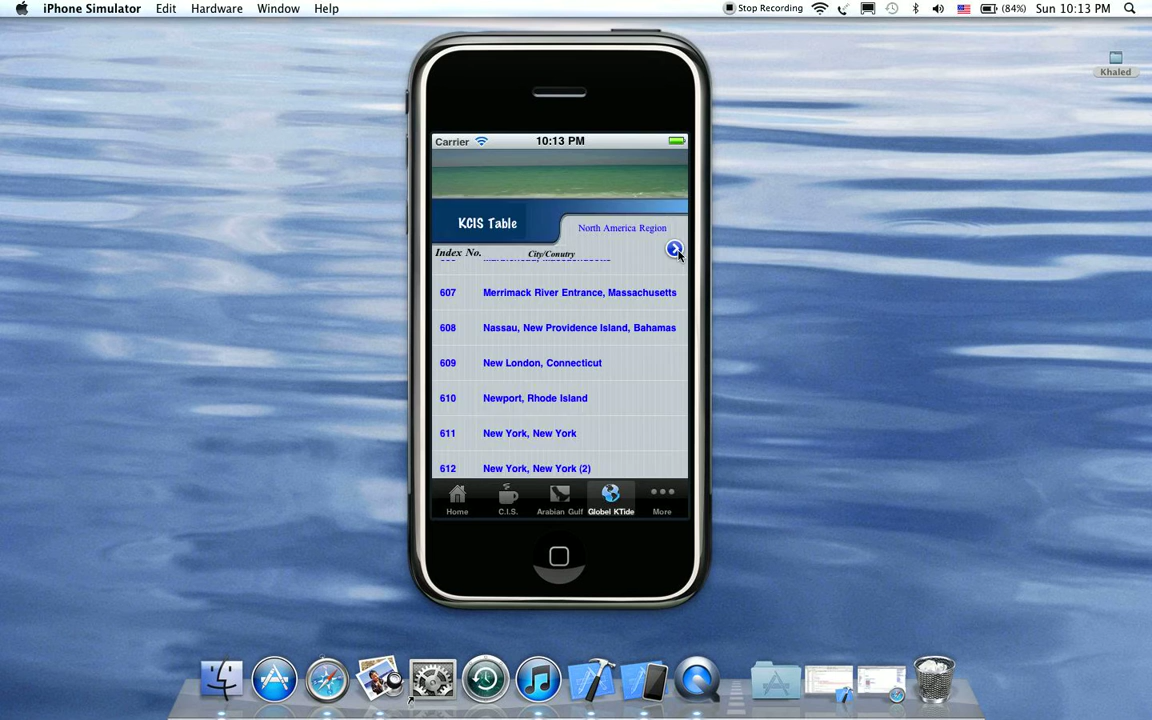 iPhone Simulator Edit Hardware Window Help
Stop Recording (84%) Sun 10:13 PM
Khaled
Carrier 10:13 PM
KCIS Table
North America Region
Index No. City/Conutry
607 Merrimack River Entrance, Massachusetts
608 Nassau, New Providence Island, Bahamas
609 New London, Connecticut
610 Newport, Rhode Island
611 New York, New York
612 New York, New York (2)
Home C.I.S. Arabian Gulf Global KTide More